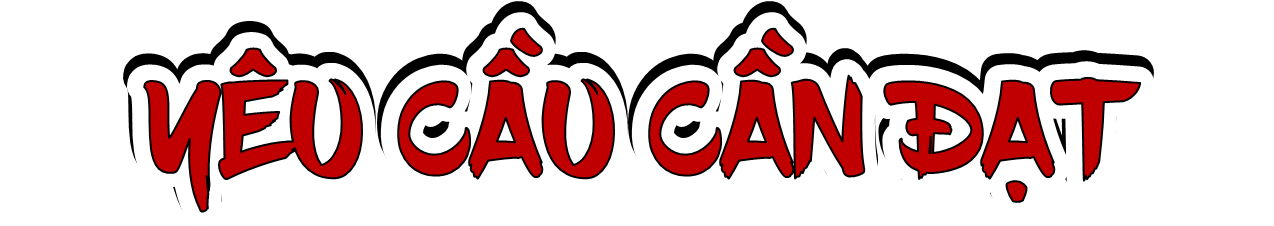 YÊU CẦU CẦN ĐẠT